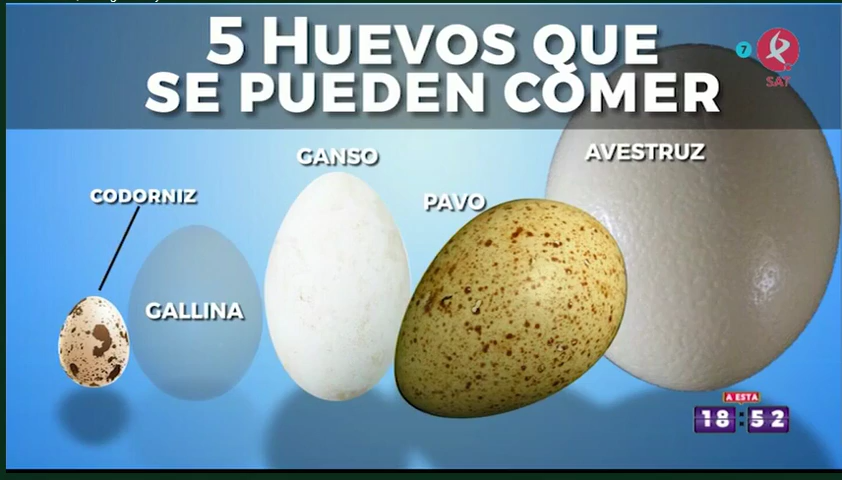 5 HUEVOS QUE
SE PUEDEN COMER
7
SAT
GANSO
AVESTRUZ
CODORNIZ
PAVO
GALLINA
A ESTA
18:52